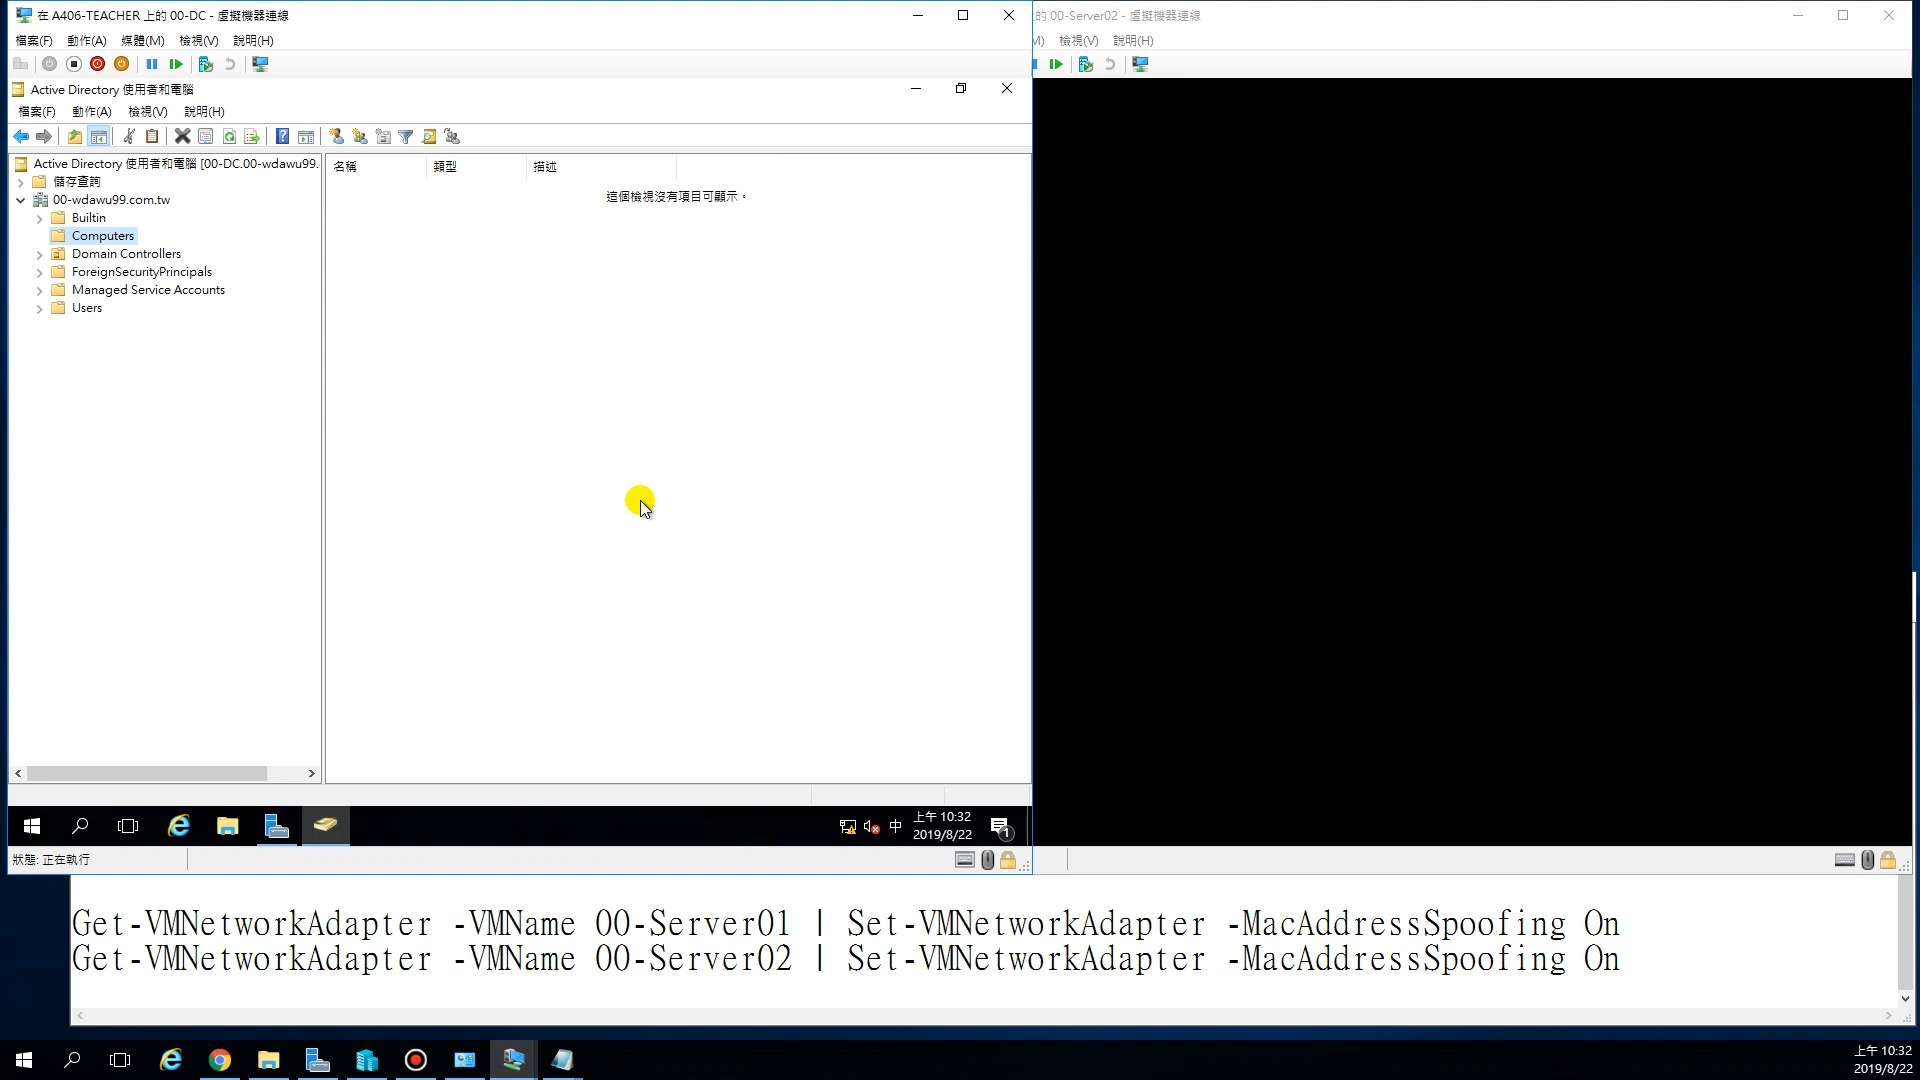 在 A406-TEACHER 上的 00-DC - 虛擬機器連線
檔案(F) 動作(A) 媒體(M) 檢視(V) 說明(H)
Active Directory 使用者和電腦
檔案(F) 動作(A) 檢視(V) 說明(H)
Active Directory 使用者和電腦 [00-DC.00-wdawu99.
儲存查詢
00-wdawu99.com.tw
Builtin
Computers
Domain Controllers
ForeignSecurityPrincipals
Managed Service Accounts
Users
名稱 類型 描述
這個檢視沒有項目可顯示。
中
上午 10:32
2019/8/22
1
狀態: 正在執行
的 00-Server02 - 虛擬機器連線
M) 檢視(V) 說明(H)
Get-VMNetworkAdapter -VMName 00-Server01 | Set-VMNetworkAdapter -MacAddressSpoofing On
Get-VMNetworkAdapter -VMName 00-Server02 | Set-VMNetworkAdapter -MacAddressSpoofing On
上午 10:32
2019/8/22